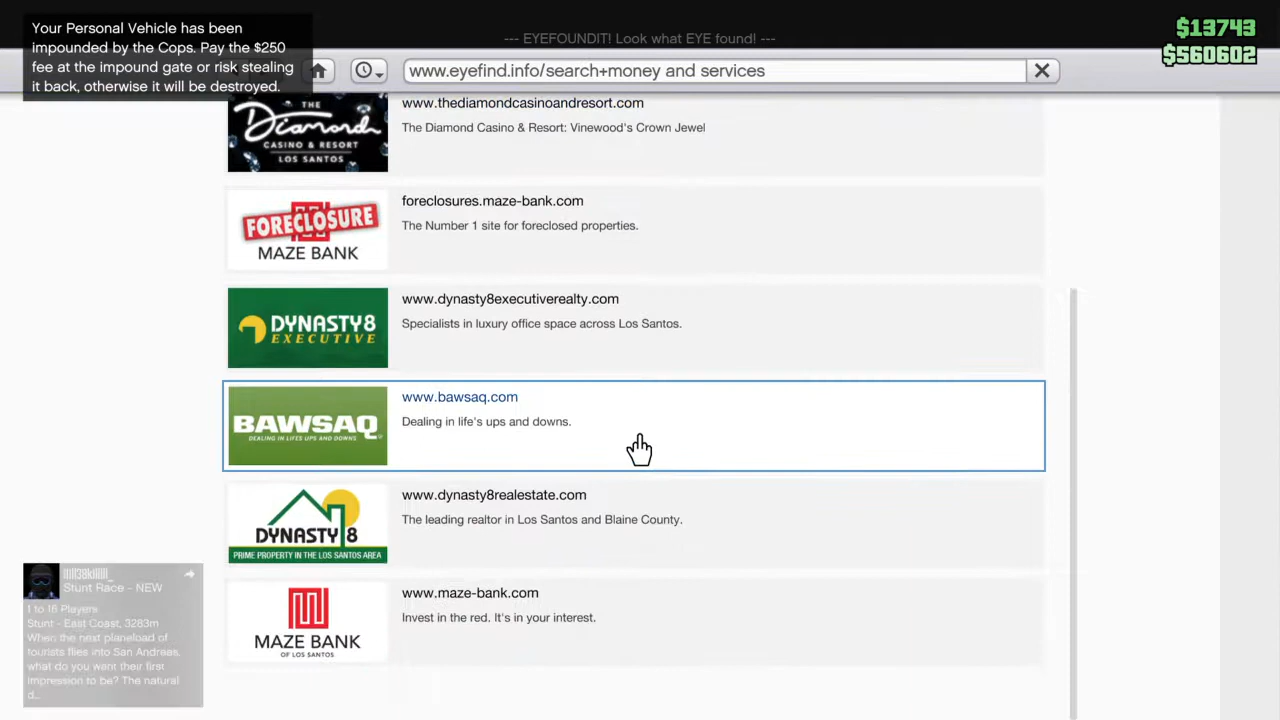 Your Personal Vehicle has been
impounded by the Cops. Pay the $250
fee at the impound gate or risk stealing
it back, otherwise it will be destroyed.
--- EYEFOUNDIT! Look what EYE found! ---
$13743
$560602
www.eyefind.info/search+money and services
THE
Diamond
CASINO & RESORT
LOS SANTOS
www.thediamondcasinoandresort.com
The Diamond Casino & Resort: Vinewood's Crown Jewel
FORECLOSURE
MAZE BANK
foreclosures.maze-bank.com
The Number 1 site for foreclosed properties.
DYNASTY8
EXECUTIVE
www.dynasty8executiverealty.com
Specialists in luxury office space across Los Santos.
BAWSAQ
DEALING IN LIFES UPS AND DOWNS
www.bawsaq.com
Dealing in life's ups and downs.
DYNASTY 8
PRIME PROPERTY IN THE LOS SANTOS AREA
www.dynasty8realestate.com
The leading realtor in Los Santos and Blaine County.
MAZE BANK
OF LOS SANTOS
www.maze-bank.com
Invest in the red. It's in your interest.
Stunt Race - NEW
1 to 16 Players
Stunt - East Coast, 3283m
When the next planeload of
tourists flies into San Andreas,
what do you want their first
impression to be? The natural
d...